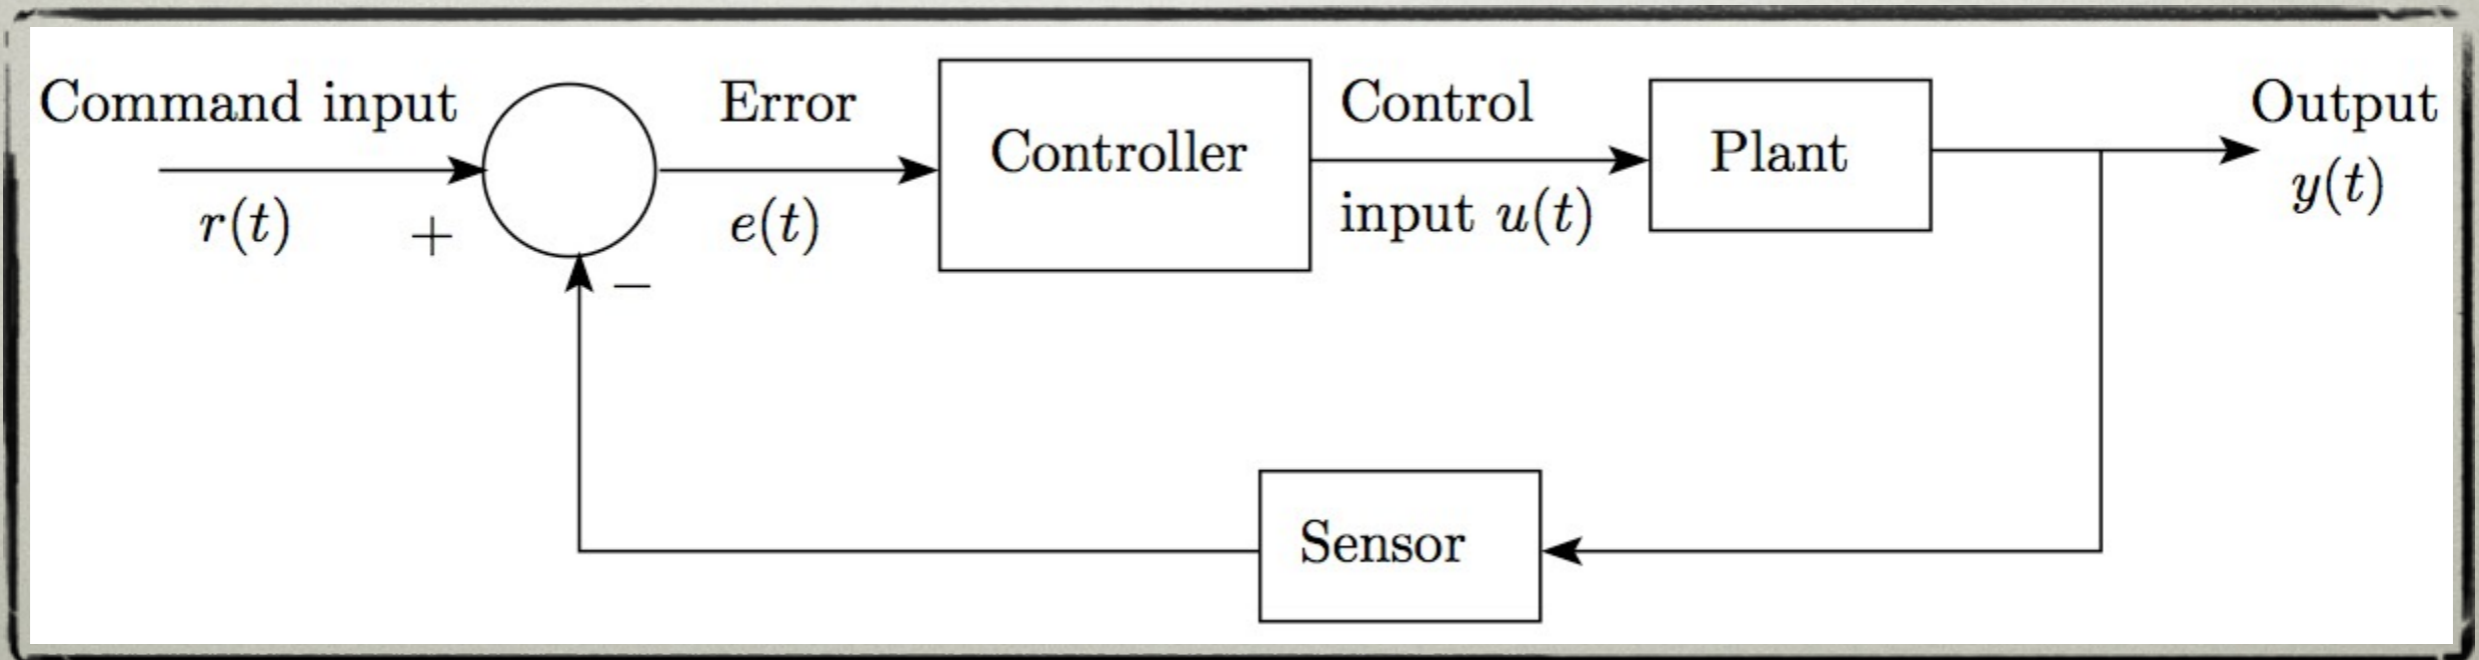 Command input
r(t)
+
−
Error
e(t)
Controller
Control
input u(t)
Plant
Output
y(t)
Sensor